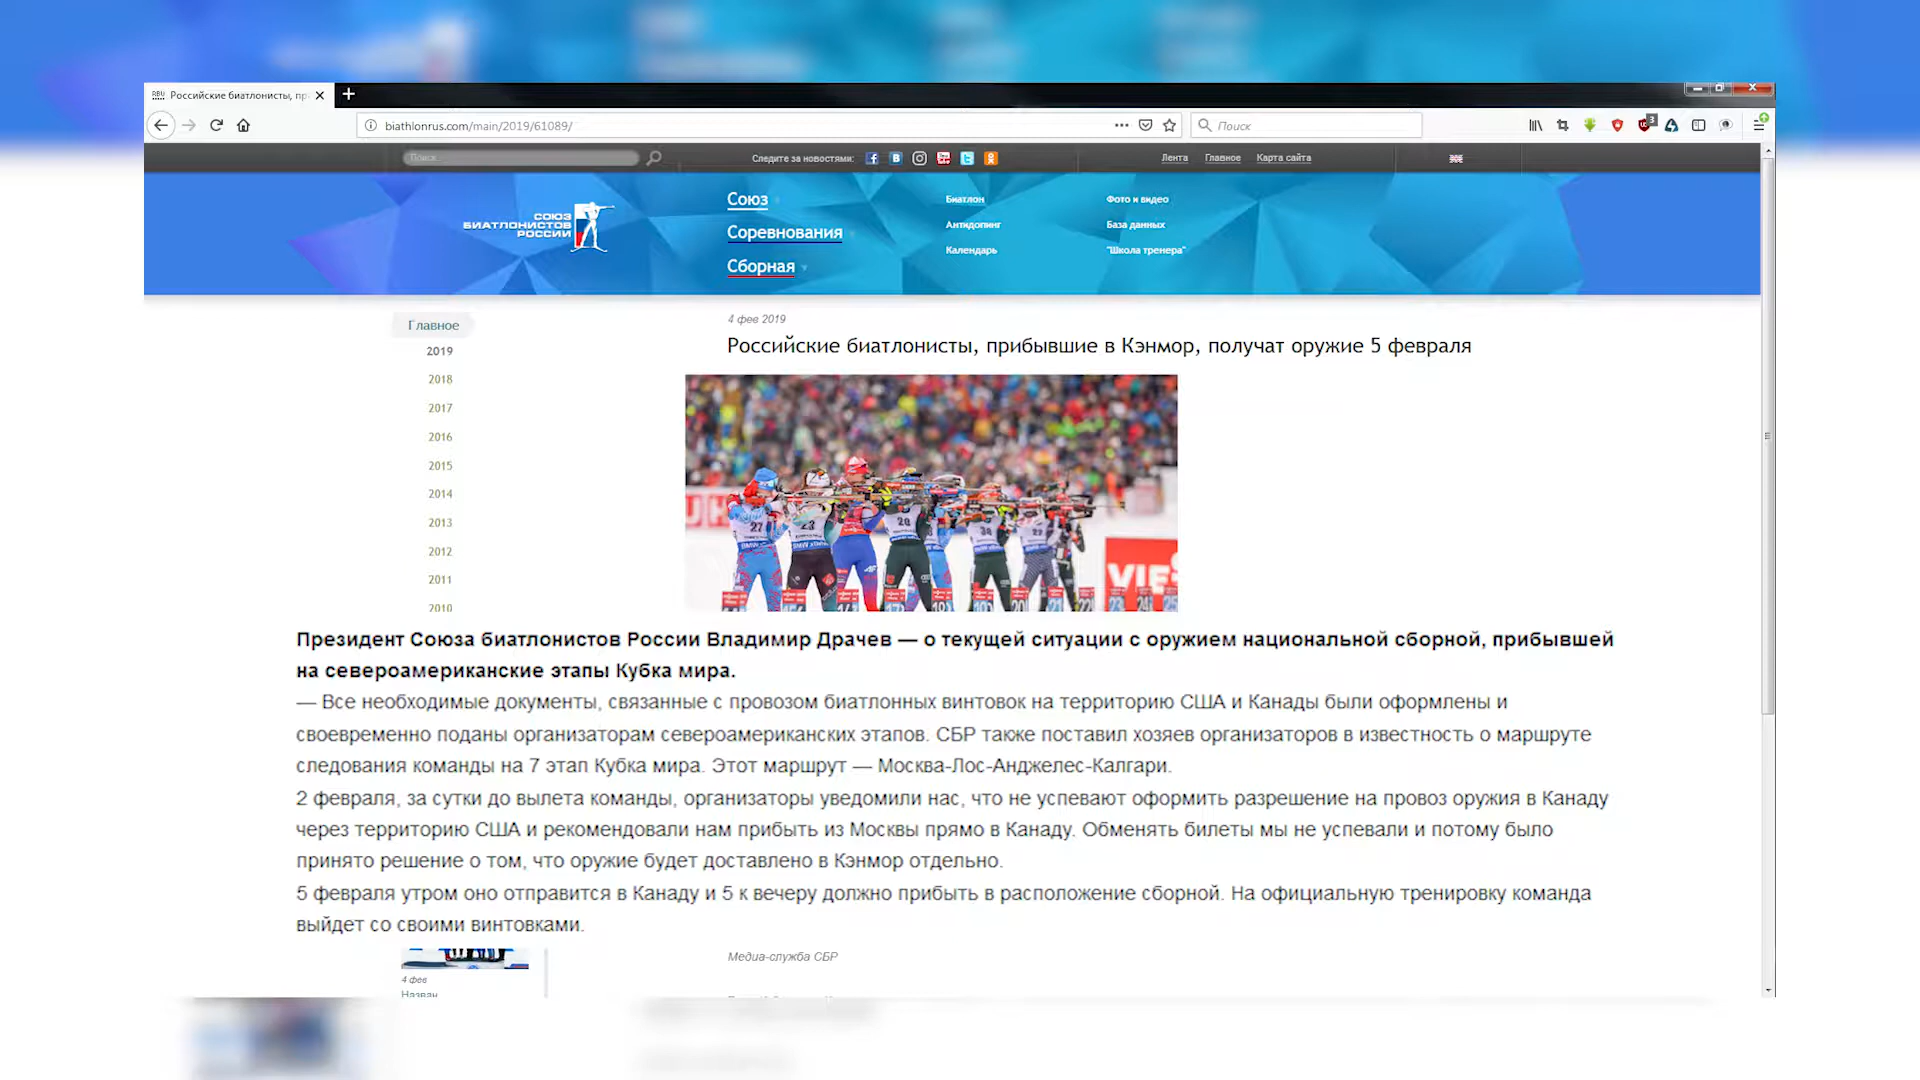 Российские биатлонисты, пр
biathlonrus.com/main/2019/61089/
Поиск
3
Поиск...
Следите за новостями:
Лента Главное Карта сайта
СОЮЗ
БИАТЛОНИСТОВ
РОССИИ
Союз
Соревнования
Сборная
Биатлон
Антидопинг
Календарь
Фото и видео
База данных
"Школа тренера"
Главное
2019
2018
2017
2016
2015
2014
2013
2012
2011
2010
4 фев 2019
Российские биатлонисты, прибывшие в Кэнмор, получат оружие 5 февраля
27
23
20
38
VIES
Президент Союза биатлонистов России Владимир Драчев — о текущей ситуации с оружием национальной сборной, прибывшей
на североамериканские этапы Кубка мира.
— Все необходимые документы, связанные с провозом биатлонных винтовок на территорию США и Канады были оформлены и
своевременно поданы организаторам североамериканских этапов. СБР также поставил хозяев организаторов в известность о маршруте
следования команды на 7 этап Кубка мира. Этот маршрут — Москва-Лос-Анджелес-Калгари.
2 февраля, за сутки до вылета команды, организаторы уведомили нас, что не успевают оформить разрешение на провоз оружия в Канаду
через территорию США и рекомендовали нам прибыть из Москвы прямо в Канаду. Обменять билеты мы не успевали и потому было
принято решение о том, что оружие будет доставлено в Кэнмор отдельно.
5 февраля утром оно отправится в Канаду и 5 к вечеру должно прибыть в расположение сборной. На официальную тренировку команда
выйдет со своими винтовками.
4 фев
Назван
Медиа-служба СБР